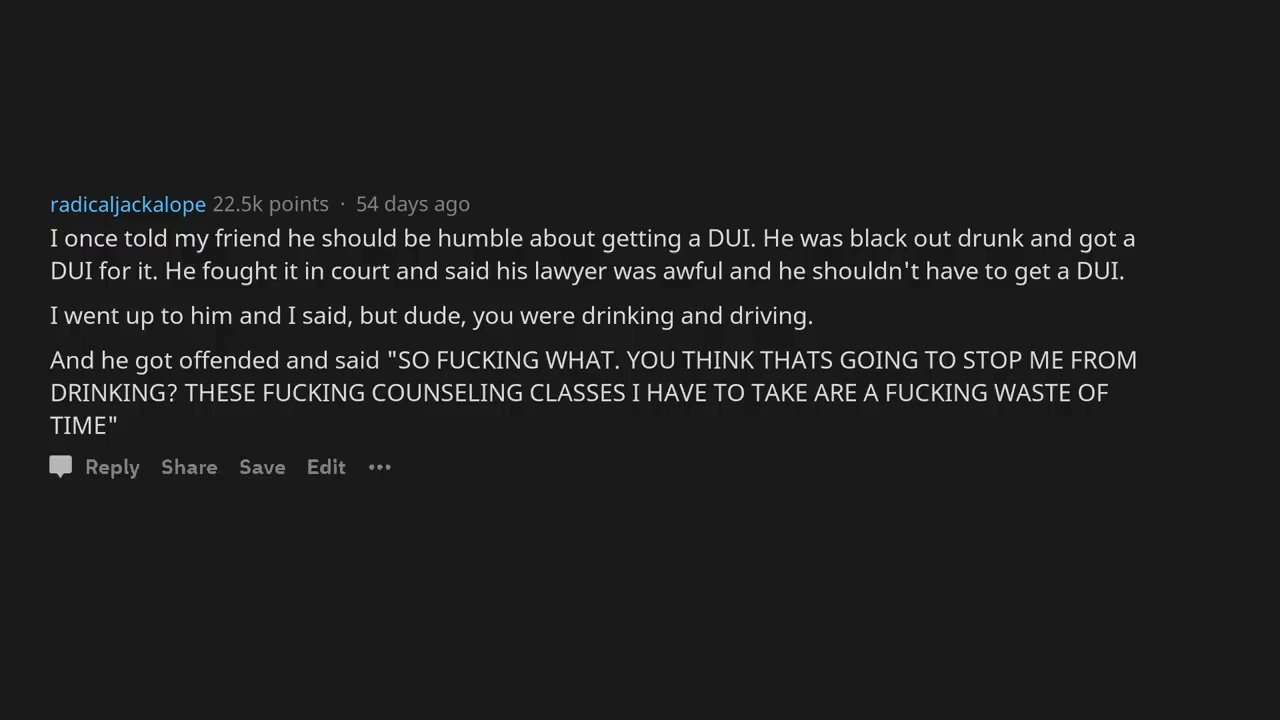 radicaljackalope 22.5k points · 54 days ago
I once told my friend he should be humble about getting a DUI. He was black out drunk and got a
DUI for it. He fought it in court and said his lawyer was awful and he shouldn't have to get a DUI.
I went up to him and I said, but dude, you were drinking and driving.
And he got offended and said "SO FUCKING WHAT. YOU THINK THATS GOING TO STOP ME FROM
DRINKING? THESE FUCKING COUNSELING CLASSES I HAVE TO TAKE ARE A FUCKING WASTE OF
TIME"
Reply Share Save Edit •••